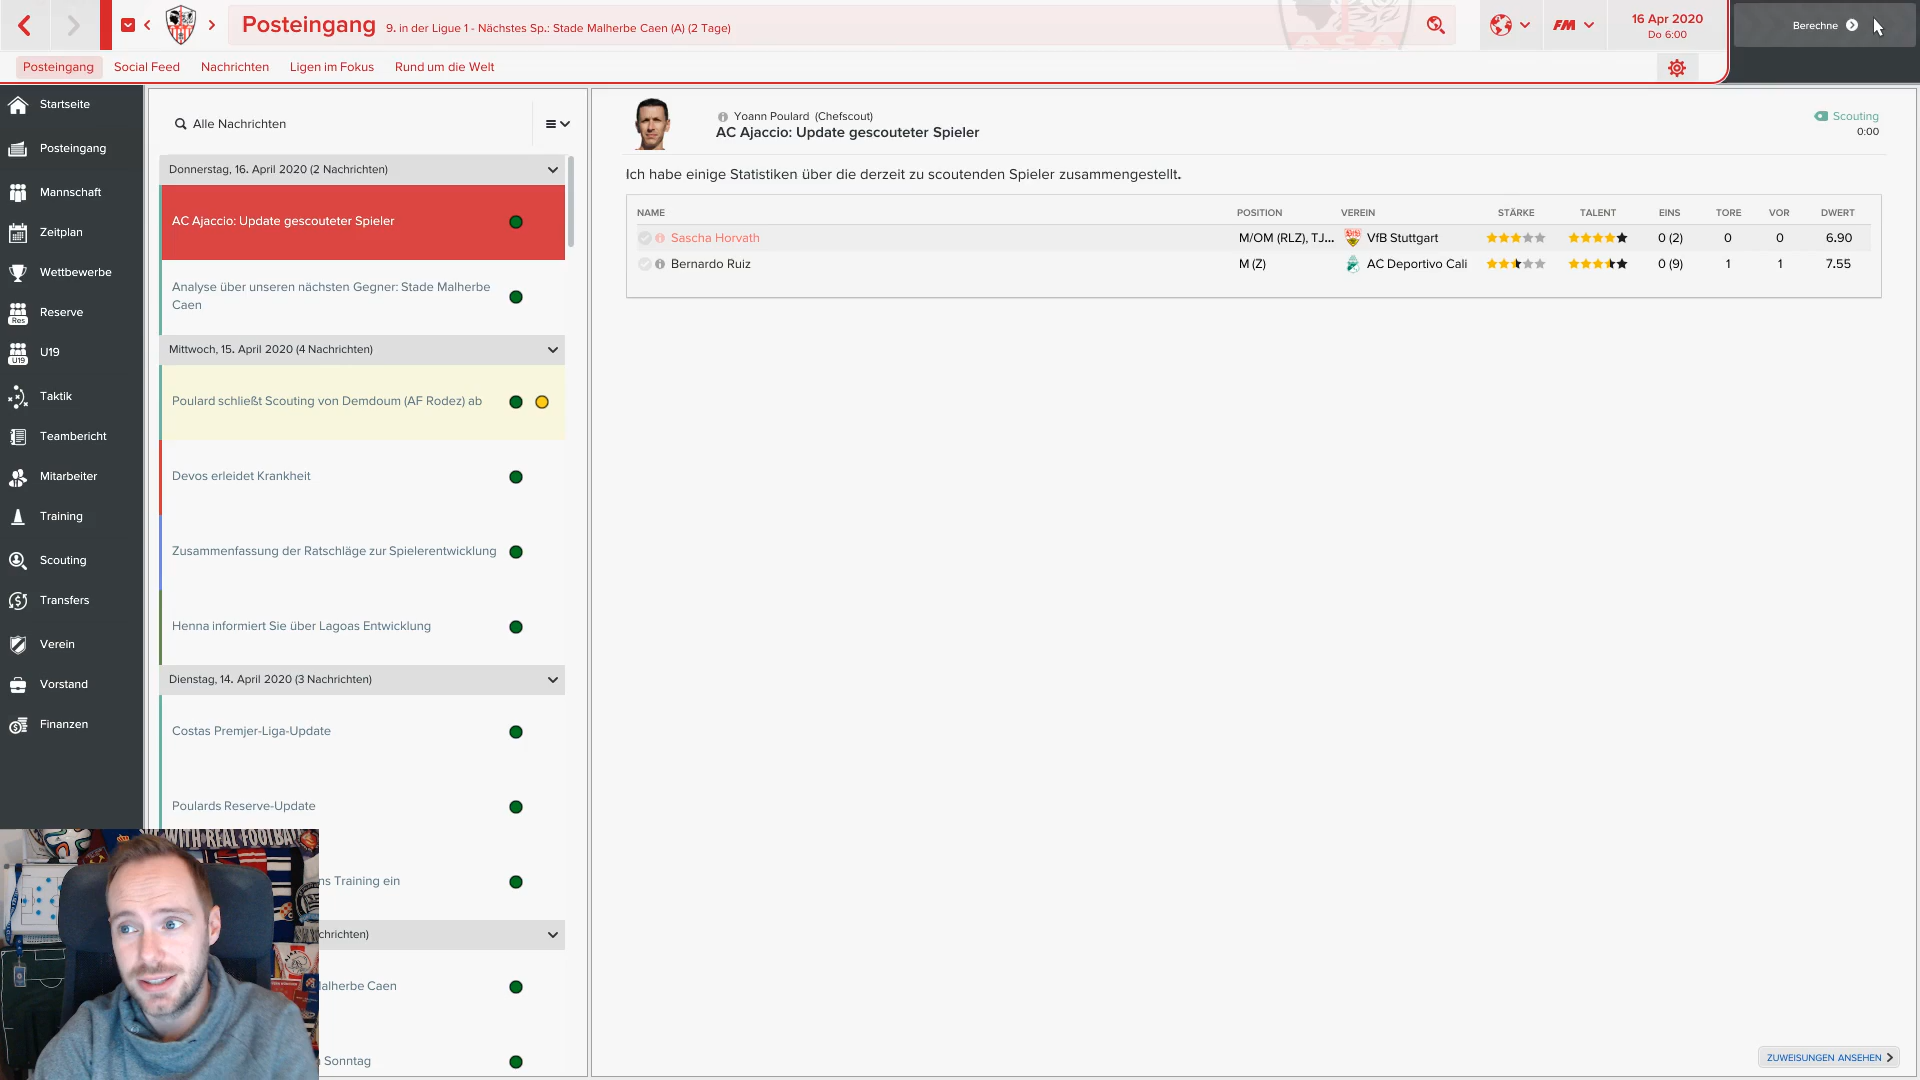 Posteingang
9. in der Ligue 1 - Nächstes Sp.: Stade Malherbe Caen (A) (2 Tage)
FM
16 Apr 2020
Do 6:00
Berechne
Posteingang
Social Feed
Nachrichten
Ligen im Fokus
Rund um die Welt
Startseite
Posteingang
Mannschaft
Zeitplan
Wettbewerbe
Res
Reserve
U19
U19
Taktik
Teambericht
Mitarbeiter
Training
Scouting
Transfers
Verein
Vorstand
Finanzen
Alle Nachrichten
Donnerstag, 16. April 2020 (2 Nachrichten)
AC Ajaccio: Update gescouteter Spieler
Analyse über unseren nächsten Gegner: Stade Malherbe
Caen
Mittwoch, 15. April 2020 (4 Nachrichten)
Poulard schließt Scouting von Demdoum (AF Rodez) ab
Devos erleidet Krankheit
Zusammenfassung der Ratschläge zur Spielerentwicklung
Henna informiert Sie über Lagoas Entwicklung
Dienstag, 14. April 2020 (3 Nachrichten)
Costas Premjer-Liga-Update
Poulards Reserve-Update
ns Training ein
chrichten)
alherbe Caen
Sonntag
WITH REAL FOOTBALL
Yoann Poulard (Chefscout)
AC Ajaccio: Update gescouteter Spieler
Scouting
0:00
Ich habe einige Statistiken über die derzeit zu scoutenden Spieler zusammengestellt.
NAME POSITION VEREIN STÄRKE TALENT EINS TORE VOR DWERT
Sascha Horvath M/OM (RLZ), TJ... VfB Stuttgart 0 (2) 0 0 6.90
Bernardo Ruiz M (Z) AC Deportivo Cali 0 (9) 1 1 7.55
ZUWEISUNGEN ANSEHEN